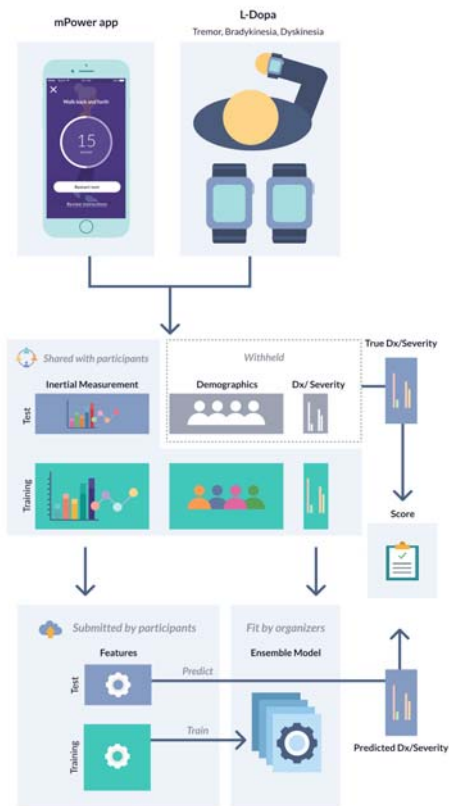 mPower app
L-Dopa
Tremor, Bradykinesia, Dyskinesia
Walk back and forth
15
Restart test
Review instructions
Shared with participants
Withheld
True Dx/Severity
Inertial Measurement
Demographics
Dx/ Severity
Test
Training
Score
Submitted by participants
Fit by organizers
Features
Ensemble Model
Test
Predict
Training
Train
Predicted Dx/Severity